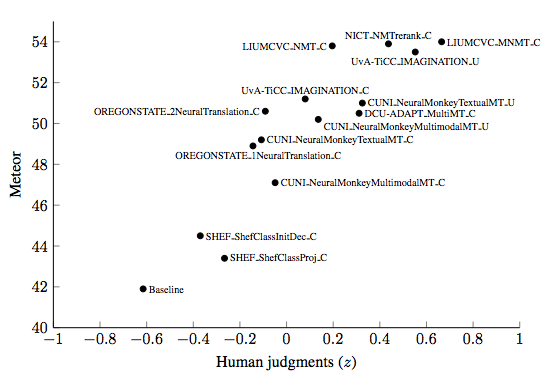 54
52
50
48
46
44
42
40
Meteor
NICT_NMTrerank_C
LIUMCVC_NMT_C
LIUMCVC_MNMT_C
UvA-TiCC_IMAGINATION_U
UvA-TiCC_IMAGINATION_C
CUNI_NeuralMonkeyTextualMT_U
OREGONSTATE_2NeuralTranslation_C
DCU-ADAPT_MultiMT_C
CUNI_NeuralMonkeyMultimodalMT_U
CUNI_NeuralMonkeyTextualMT_C
OREGONSTATE_1NeuralTranslation_C
CUNI_NeuralMonkeyMultimodalMT_C
SHEF_ShefClassInitDec_C
SHEF_ShefClassProj_C
Baseline
−1 −0.8 −0.6 −0.4 −0.2 0 0.2 0.4 0.6 0.8 1
Human judgments (z)